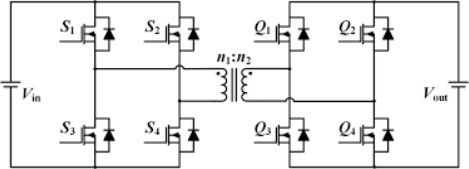 S1 S2 Q1 Q2
n1:n2
Vin Vout
S3 S4 Q3 Q4